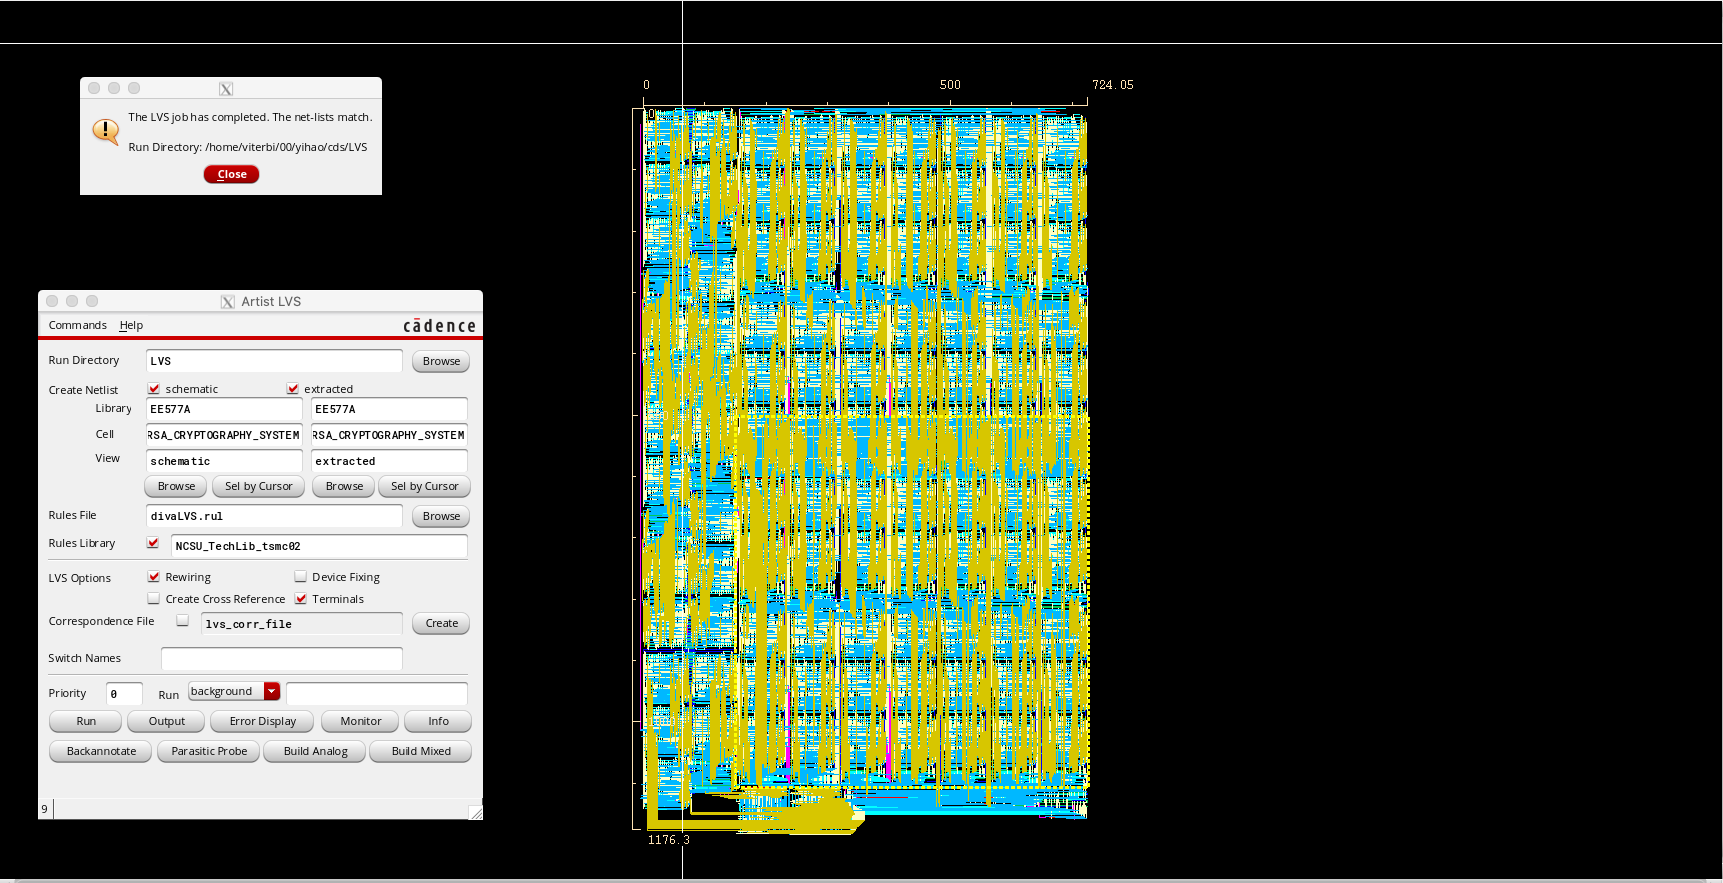 0 500 724.05
The LVS job has completed. The net-lists match.
Run Directory: /home/viterbi/00/yihao/cds/LVS
Close
Artist LVS
Commands Help cādence
Run Directory LVS Browse
Create Netlist schematic extracted
Library EE577A EE577A
Cell RSA_CRYPTOGRAPHY_SYSTEM RSA_CRYPTOGRAPHY_SYSTEM
View schematic extracted
Browse Sel by Cursor Browse Sel by Cursor
Rules File divaLVS.rul Browse
Rules Library NCSU_TechLib_tsmc02
LVS Options Rewiring Device Fixing
Create Cross Reference Terminals
Correspondence File lvs_corr_file Create
Switch Names
Priority 0 Run background
Run Output Error Display Monitor Info
Backannotate Parasitic Probe Build Analog Build Mixed
9
0
1176.3